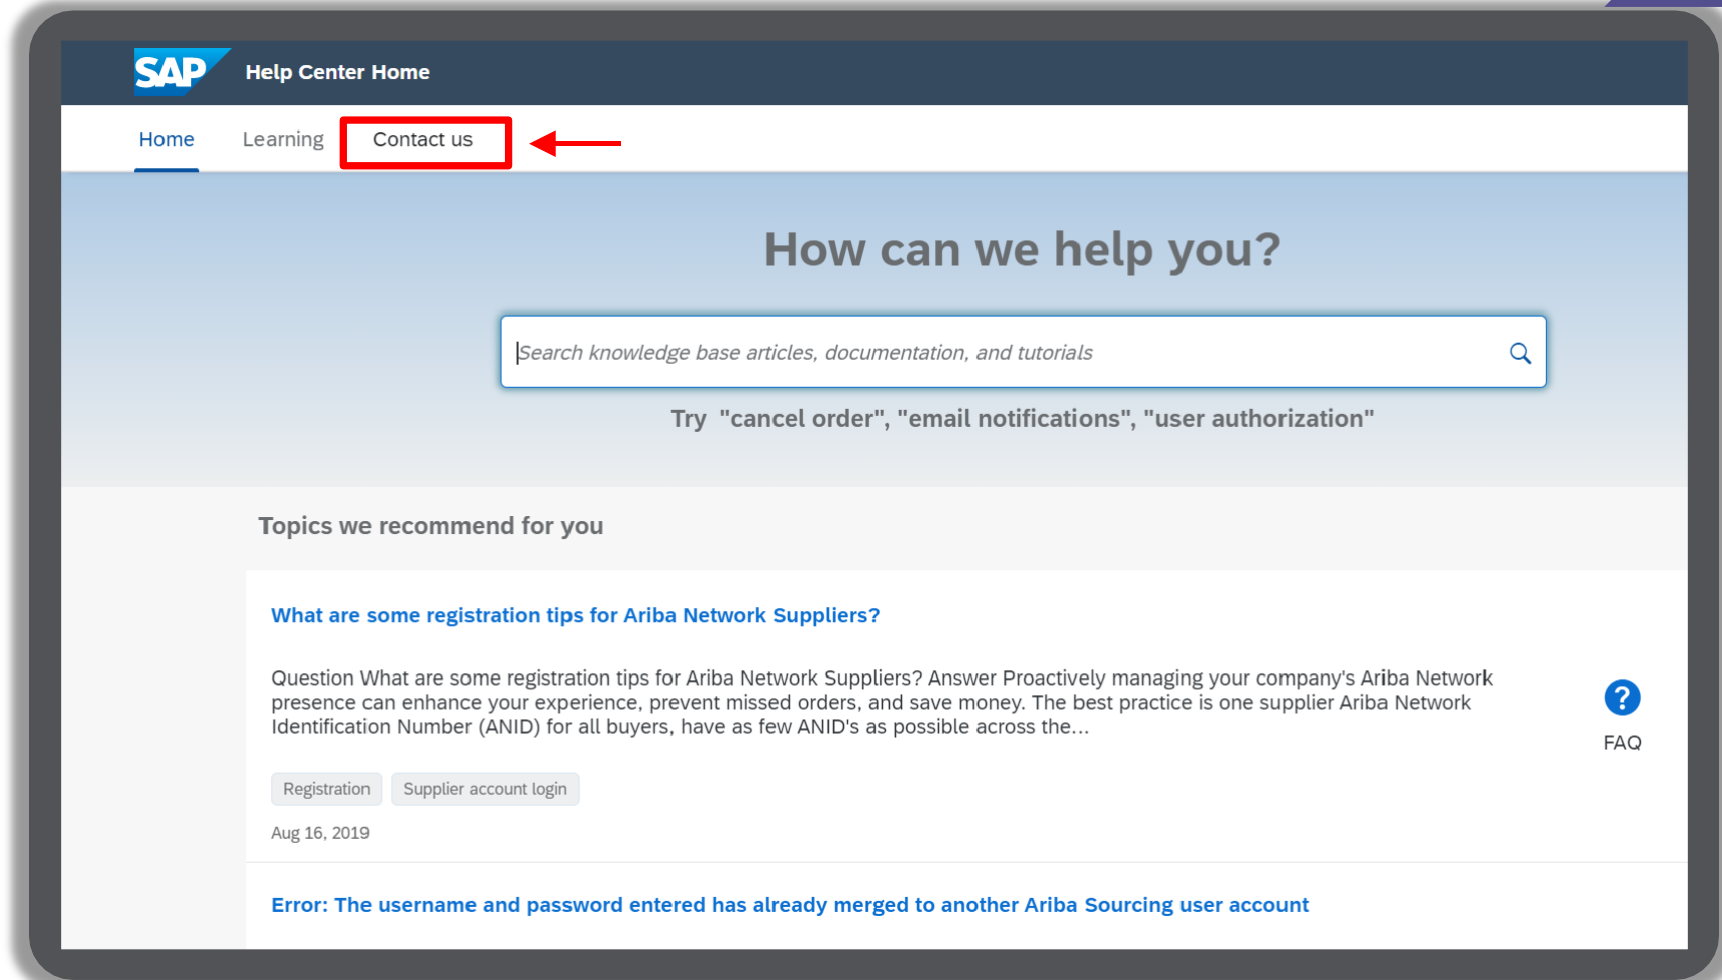 SAP Help Center Home
Home Learning Contact us
How can we help you?
Search knowledge base articles, documentation, and tutorials
Try "cancel order", "email notifications", "user authorization"
Topics we recommend for you
What are some registration tips for Ariba Network Suppliers?
Question What are some registration tips for Ariba Network Suppliers? Answer Proactively managing your company's Ariba Network
presence can enhance your experience, prevent missed orders, and save money. The best practice is one supplier Ariba Network
Identification Number (ANID) for all buyers, have as few ANID's as possible across the...
?
FAQ
Registration Supplier account login
Aug 16, 2019
Error: The username and password entered has already merged to another Ariba Sourcing user account